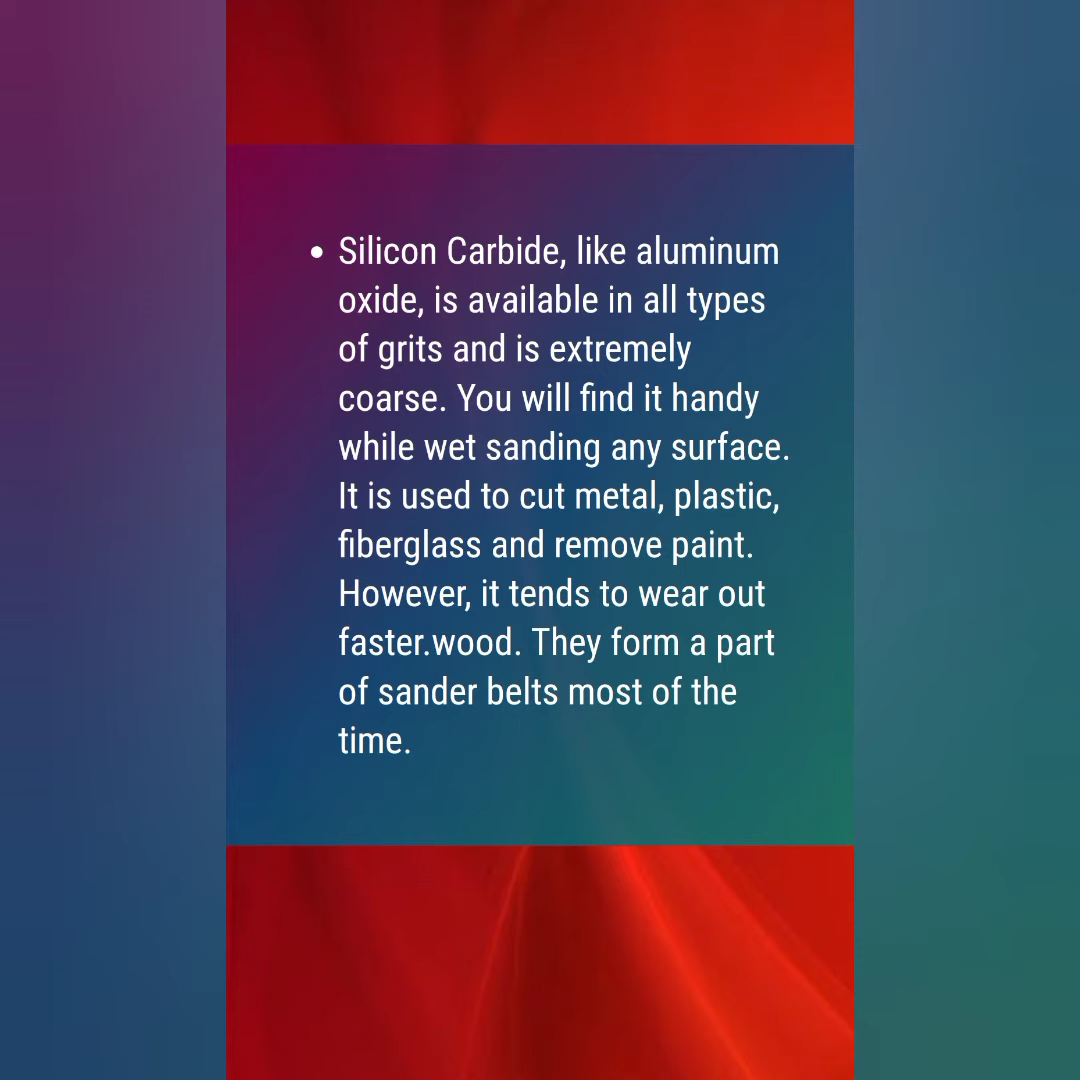 • Silicon Carbide, like aluminum
oxide, is available in all types
of grits and is extremely
coarse. You will find it handy
while wet sanding any surface.
It is used to cut metal, plastic,
fiberglass and remove paint.
However, it tends to wear out
faster.wood. They form a part
of sander belts most of the
time.